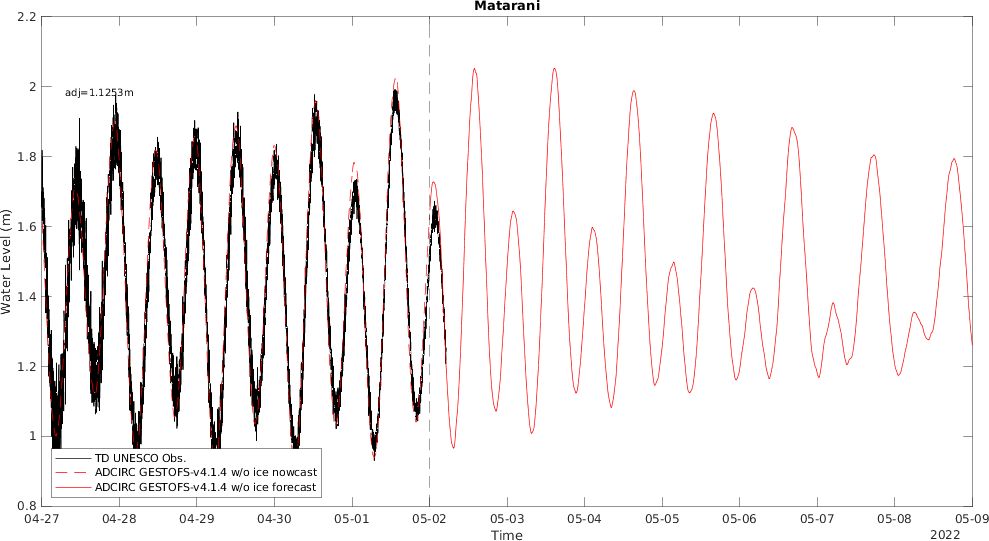 Matarani
2.2
2
1.8
1.6
1.4
1.2
1
0.8
Water Level (m)
adj=1.1253m
TD UNESCO Obs.
ADCIRC GESTOFS-v4.1.4 w/o ice nowcast
ADCIRC GESTOFS-v4.1.4 w/o ice forecast
04-27 04-28 04-29 04-30 05-01 05-02 05-03 05-04 05-05 05-06 05-07 05-08 05-09
Time
2022